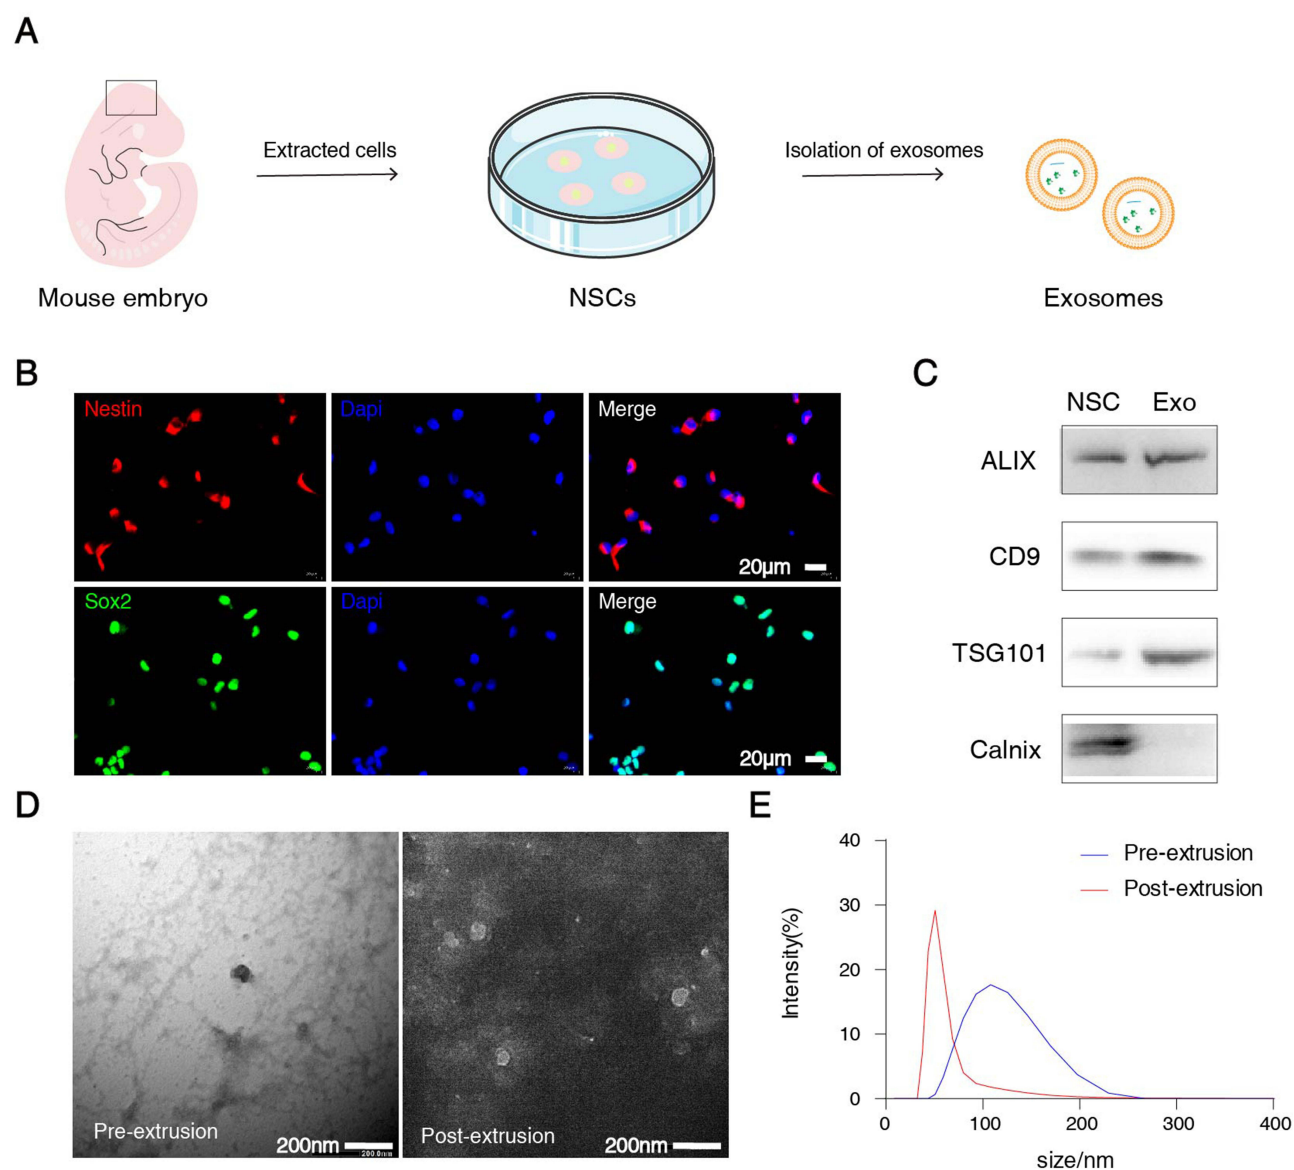 A
Extracted cells
Isolation of exosomes
Mouse embryo
NSCs
Exosomes
B
Nestin
Dapi
Merge
20μm
Sox2
Dapi
Merge
20μm
C
NSC Exo
ALIX
CD9
TSG101
Calnix
D
Pre-extrusion
200nm
200.0nm
Post-extrusion
200nm
E
40
30
20
10
0
Intensity(%)
Pre-extrusion
Post-extrusion
0 100 200 300 400
size/nm